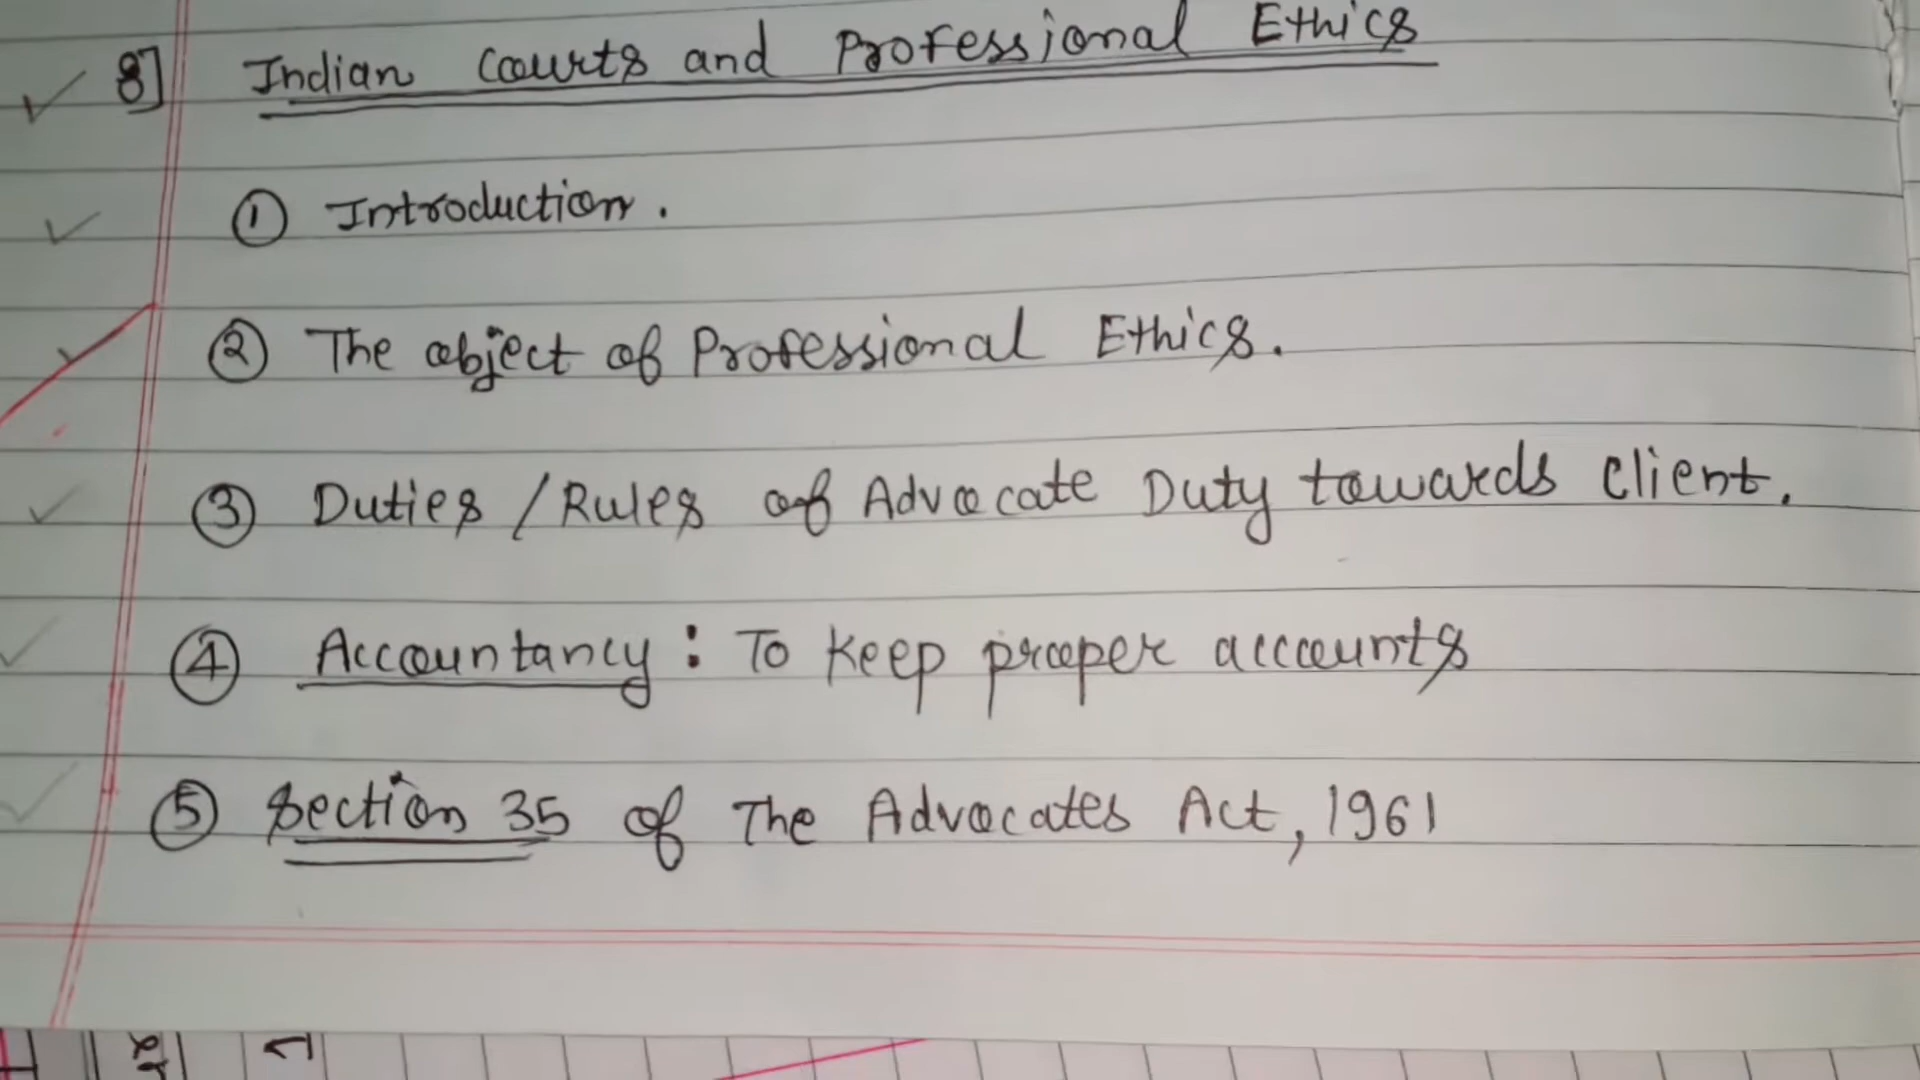 8] Indian Courts and Professional Ethics
① Introduction.
② The object of Professional Ethics.
③ Duties / Rules of Advocate Duty towards client.
④ Accountancy : To keep proper accounts
⑤ Section 35 of The Advocates Act, 1961